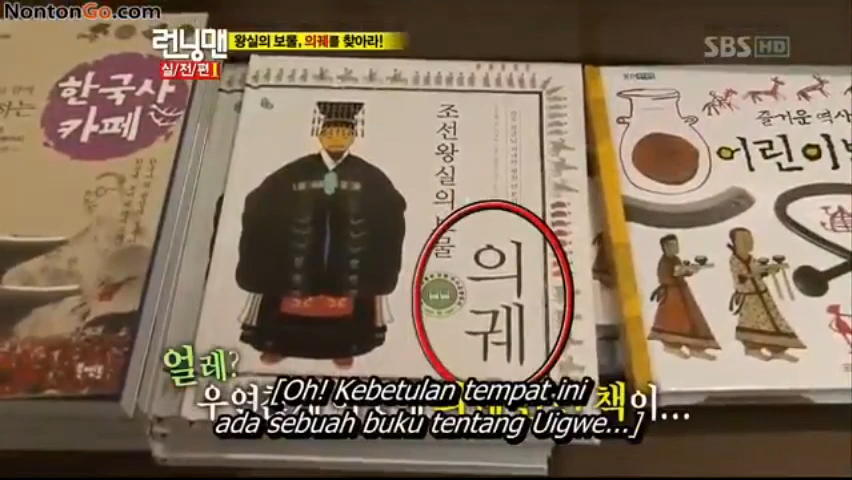 NontonGo.com
런닝맨
실/전/편 I
왕실의 보물, 의궤를 찾아라!
SBS HD
한국사
카페
조선왕실의 보물
의궤
즐거운 역사
어린이
얼레?
[Oh! Kebetulan tempat ini
ada sebuah buku tentang Uigwe...]
책이...